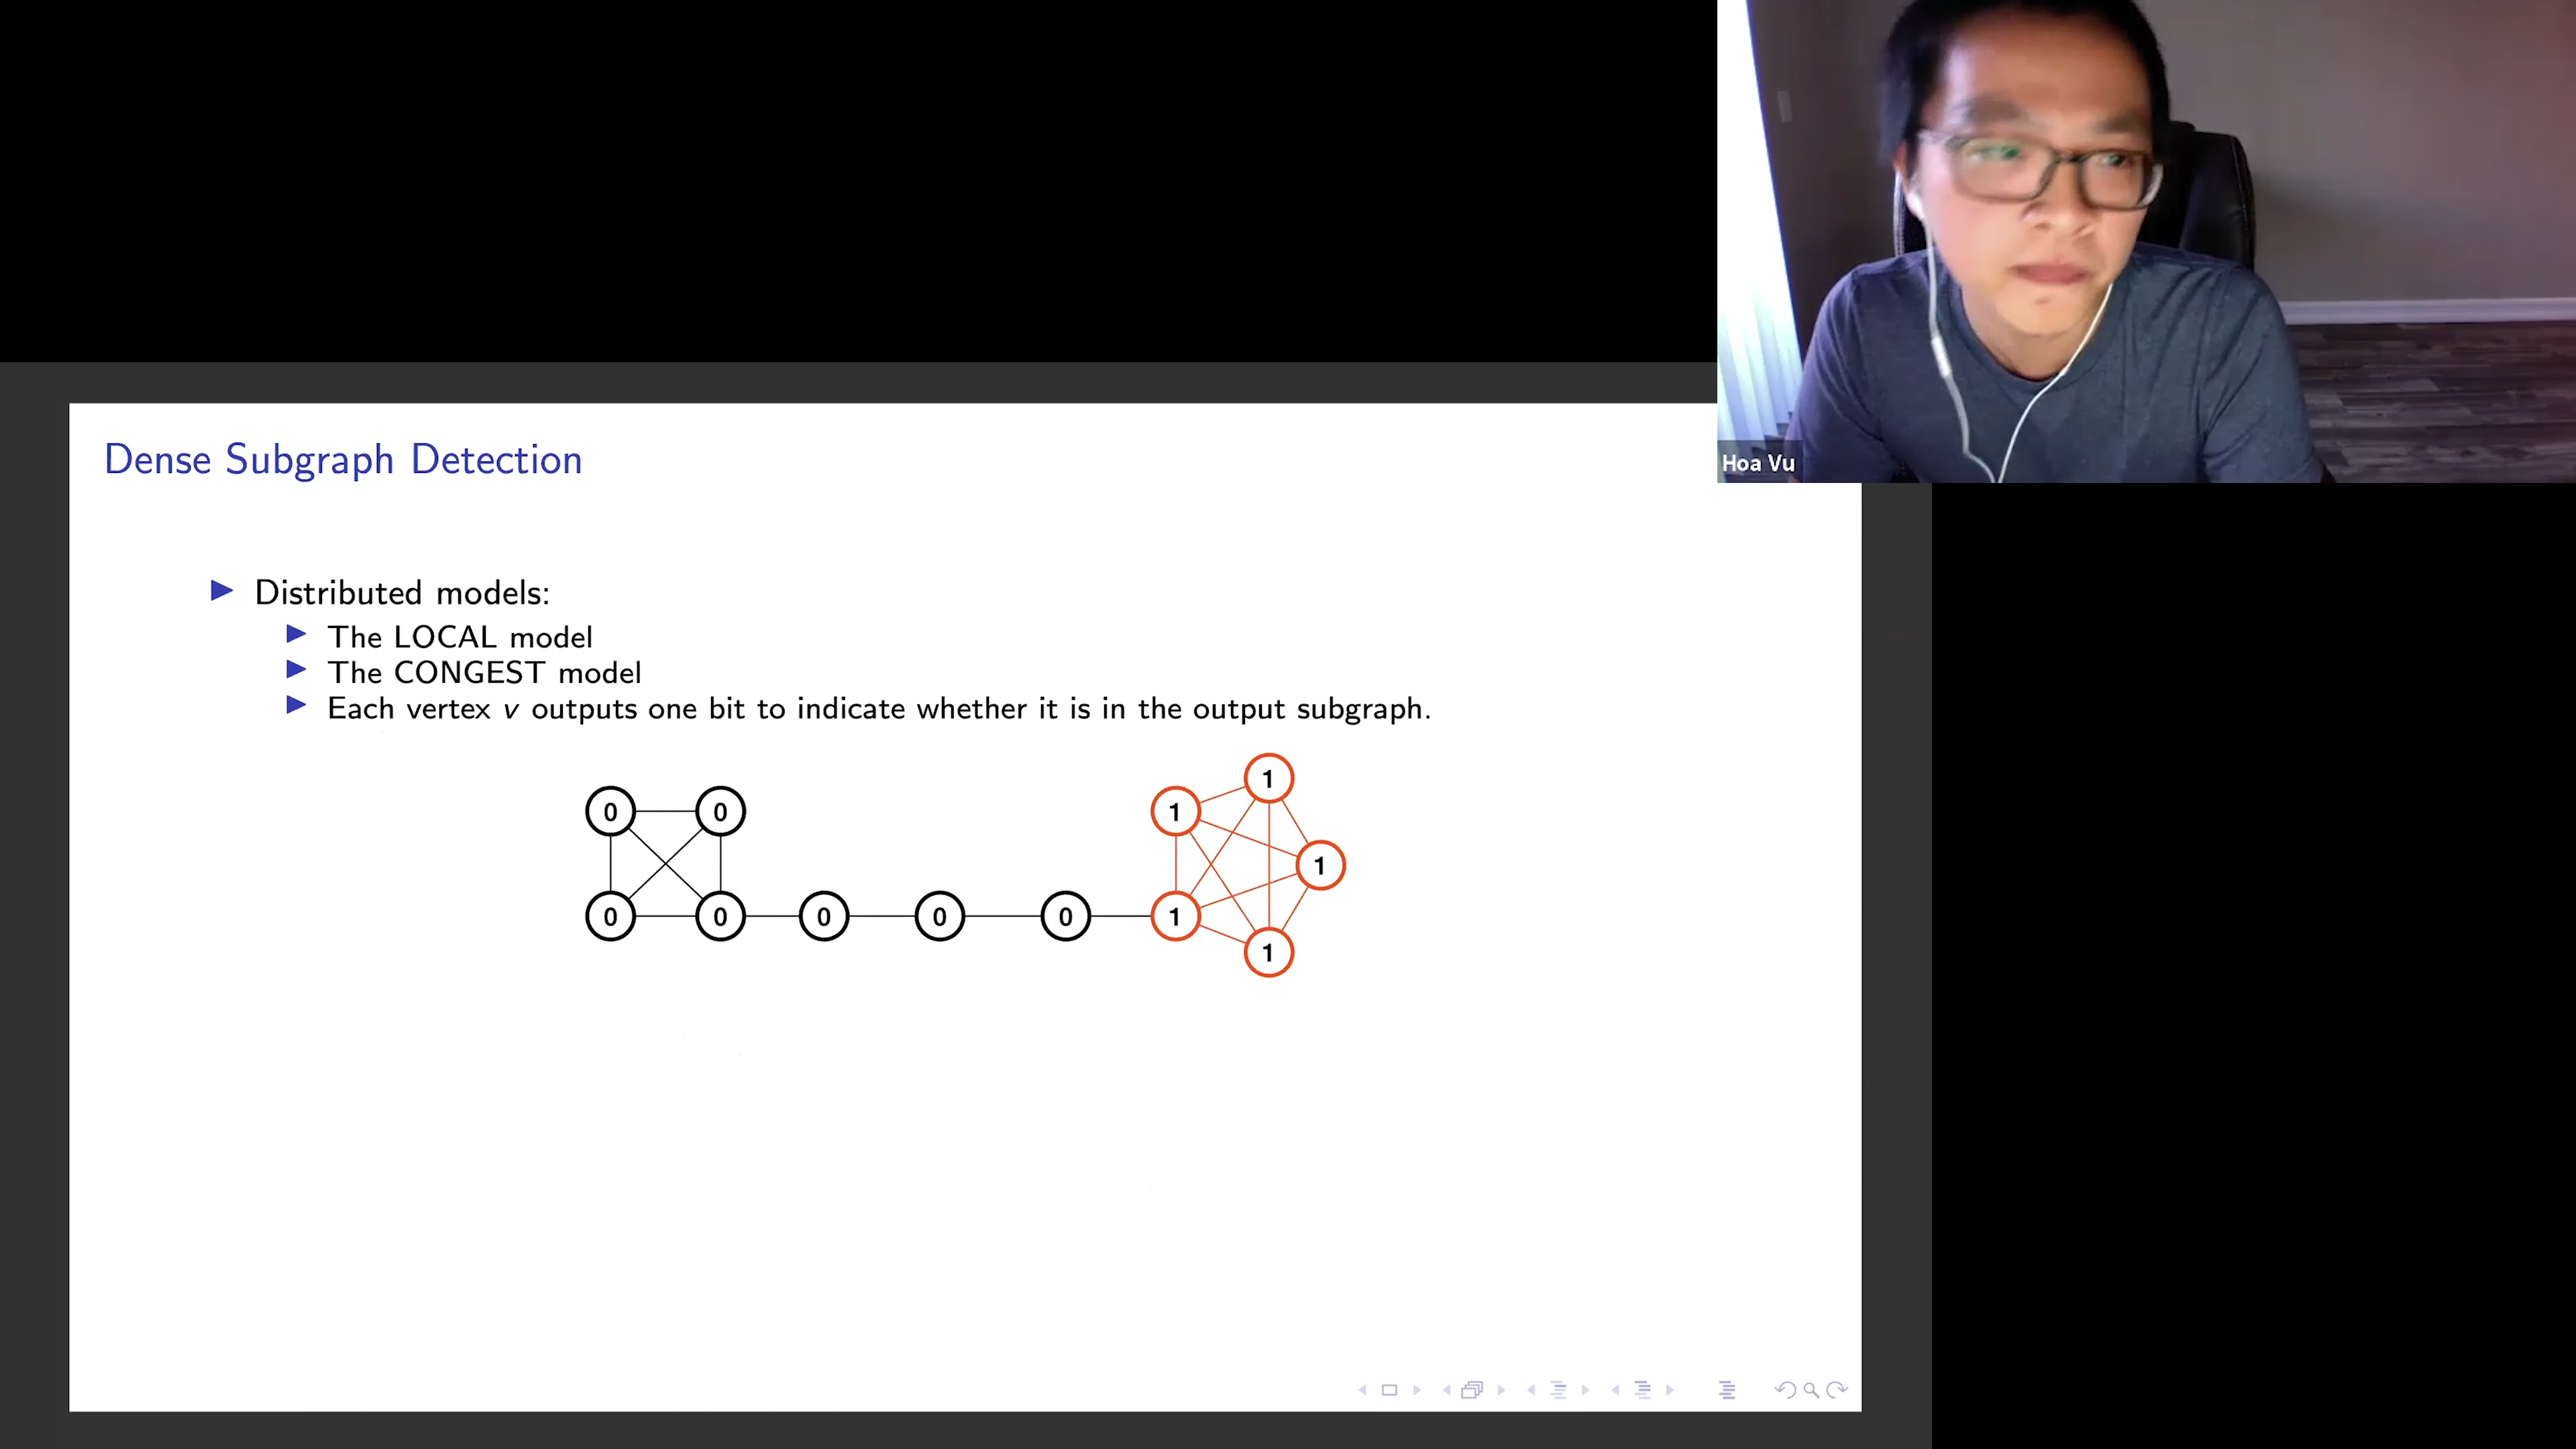 Hoa Vu
Dense Subgraph Detection
Distributed models:
The LOCAL model
The CONGEST model
Each vertex v outputs one bit to indicate whether it is in the output subgraph.
1
0 0 1
1
0 0 0 0 0 1
1